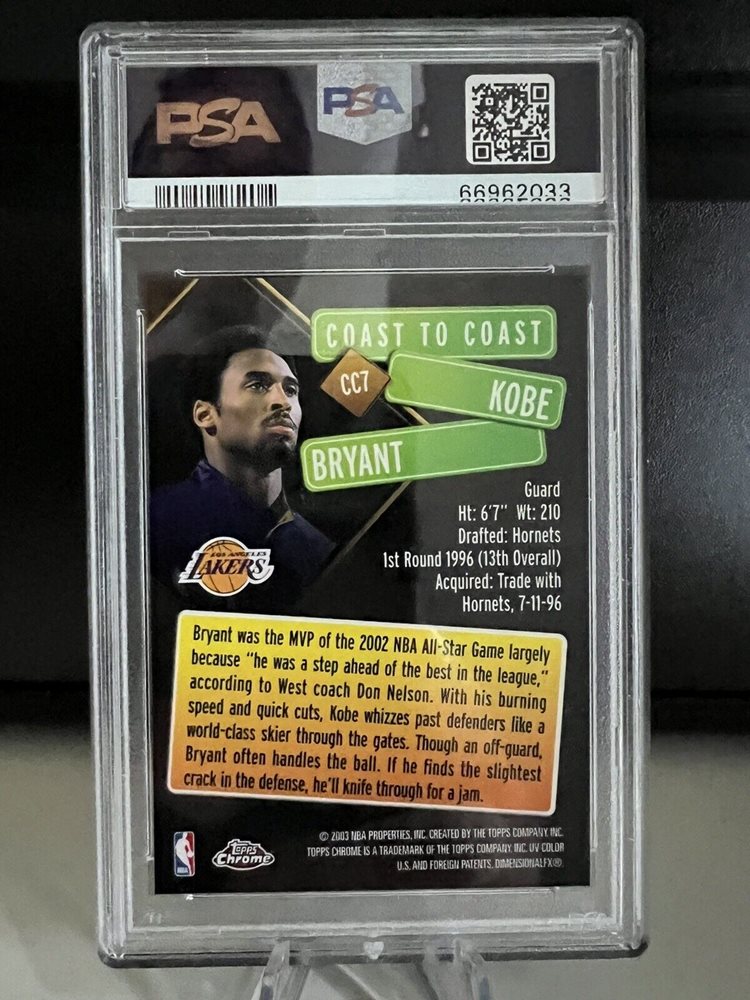 PSA
PSA
66962033
COAST TO COAST
CC7
KOBE
BRYANT
Guard
Ht: 6'7" Wt: 210
Drafted: Hornets
1st Round 1996 (13th Overall)
Acquired: Trade with
Hornets, 7-11-96
LOS ANGELES
LAKERS
Bryant was the MVP of the 2002 NBA All-Star Game largely
because "he was a step ahead of the best in the league,"
according to West coach Don Nelson. With his burning
speed and quick cuts, Kobe whizzes past defenders like a
world-class skier through the gates. Though an off-guard,
Bryant often handles the ball. If he finds the slightest
crack in the defense, he'll knife through for a jam.
© 2003 NBA PROPERTIES, INC. CREATED BY THE TOPPS COMPANY, INC.
TOPPS CHROME IS A TRADEMARK OF THE TOPPS COMPANY, INC. UV COLOR
U.S. AND FOREIGN PATENTS. DIMENSIONALFX®.
NBA
TOPPS
Chrome